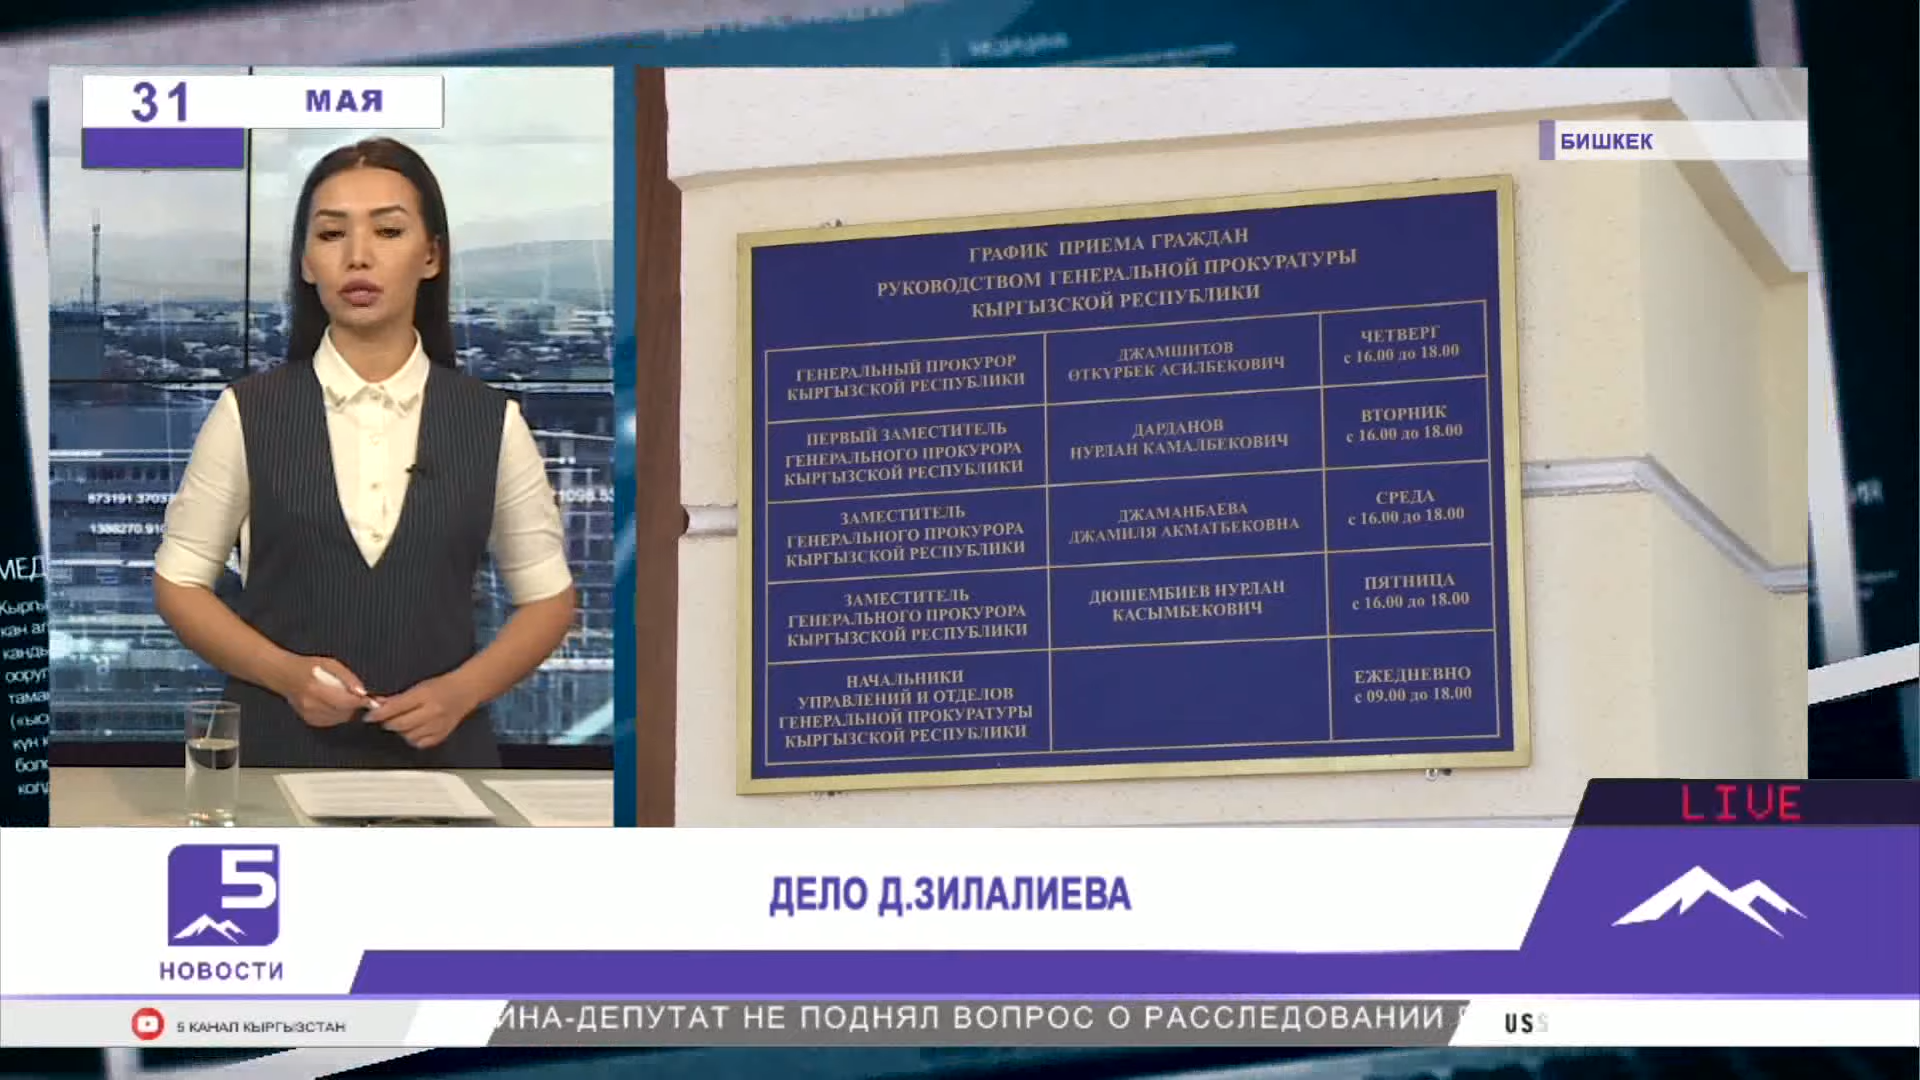 31 МАЯ
БИШКЕК
ГРАФИК ПРИЕМА ГРАЖДАН
РУКОВОДСТВОМ ГЕНЕРАЛЬНОЙ ПРОКУРАТУРЫ
КЫРГЫЗСКОЙ РЕСПУБЛИКИ
ГЕНЕРАЛЬНЫЙ ПРОКУРОР
КЫРГЫЗСКОЙ РЕСПУБЛИКИ
ДЖАМШИТОВ
ӨТКҮРБЕК АСИЛБЕКОВИЧ
ЧЕТВЕРГ
с 16.00 до 18.00
ПЕРВЫЙ ЗАМЕСТИТЕЛЬ
ГЕНЕРАЛЬНОГО ПРОКУРОРА
КЫРГЫЗСКОЙ РЕСПУБЛИКИ
ДАРДАНОВ
НУРЛАН КАМАЛБЕКОВИЧ
ВТОРНИК
с 16.00 до 18.00
ЗАМЕСТИТЕЛЬ
ГЕНЕРАЛЬНОГО ПРОКУРОРА
КЫРГЫЗСКОЙ РЕСПУБЛИКИ
ДЖАМАНБАЕВА
ДЖАМИЛЯ АКМАТБЕКОВНА
СРЕДА
с 16.00 до 18.00
ЗАМЕСТИТЕЛЬ
ГЕНЕРАЛЬНОГО ПРОКУРОРА
КЫРГЫЗСКОЙ РЕСПУБЛИКИ
ДЮШЕМБИЕВ НУРЛАН
КАСЫМБЕКОВИЧ
ПЯТНИЦА
с 16.00 до 18.00
НАЧАЛЬНИКИ
УПРАВЛЕНИЙ И ОТДЕЛОВ
ГЕНЕРАЛЬНОЙ ПРОКУРАТУРЫ
КЫРГЫЗСКОЙ РЕСПУБЛИКИ
ЕЖЕДНЕВНО
с 09.00 до 18.00
LIVE
5
НОВОСТИ
ДЕЛО Д.ЗИЛАЛИЕВА
5 КАНАЛ КЫРГЫЗСТАН
ИНА-ДЕПУТАТ НЕ ПОДНЯЛ ВОПРОС О РАССЛЕДОВАНИИ
US